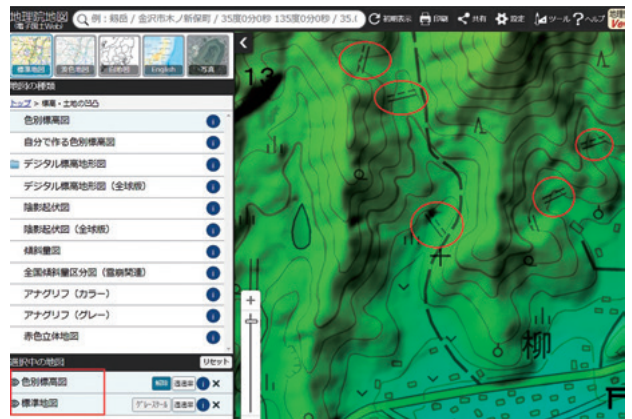 地理院地図
(電子国土Web)
例：鶴岡 / 金沢市木ノ新保町 / 35度0分0秒 135度0分0秒 / 35.(
初期表示
印刷
共有
設定
ツール
ヘルプ
標準地図
淡色地図
白地図
English
写真
地図の種類
トップ > 標高・土地の凹凸
色別標高図
自分で作る色別標高図
デジタル標高地形図
デジタル標高地形図（全球版）
陰影起伏図
陰影起伏図（全球版）
傾斜量図
全国傾斜量区分図（雪崩関連）
アナグリフ（カラー）
アナグリフ（グレー）
赤色立体地図
選択中の地図
リセット
色別標高図
透過率
標準地図
グレースケール 透過率
13
柳